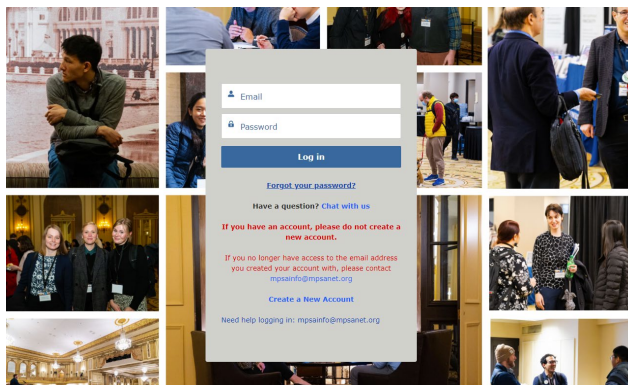 Email
Password
Log in
Forgot your password?
Have a question? Chat with us
If you have an account, please do not create a
new account.
If you no longer have access to the email address
you created your account with, please contact
mpsainfo@mpsanet.org
Create a New Account
Need help logging in: mpsainfo@mpsanet.org